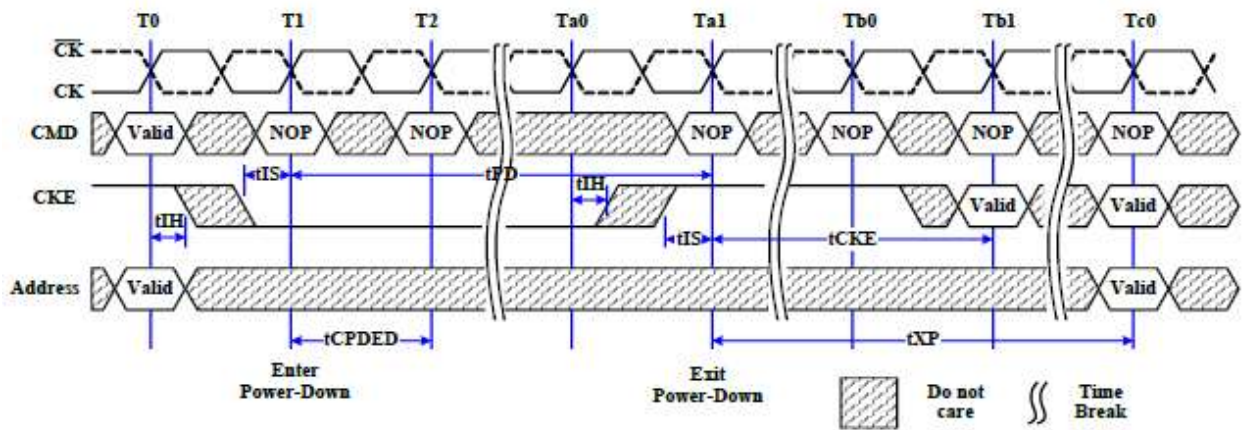 T0 T1 T2 Ta0 Ta1 Tb0 Tb1 Tc0
CK
CK
CMD Valid NOP NOP NOP NOP NOP NOP
tIS tPD tIH
CKE Valid Valid
tIH tIS tCKE
Address Valid Valid
tCPDED tXP
Enter
Power-Down
Exit
Power-Down
Do not
care
Time
Break